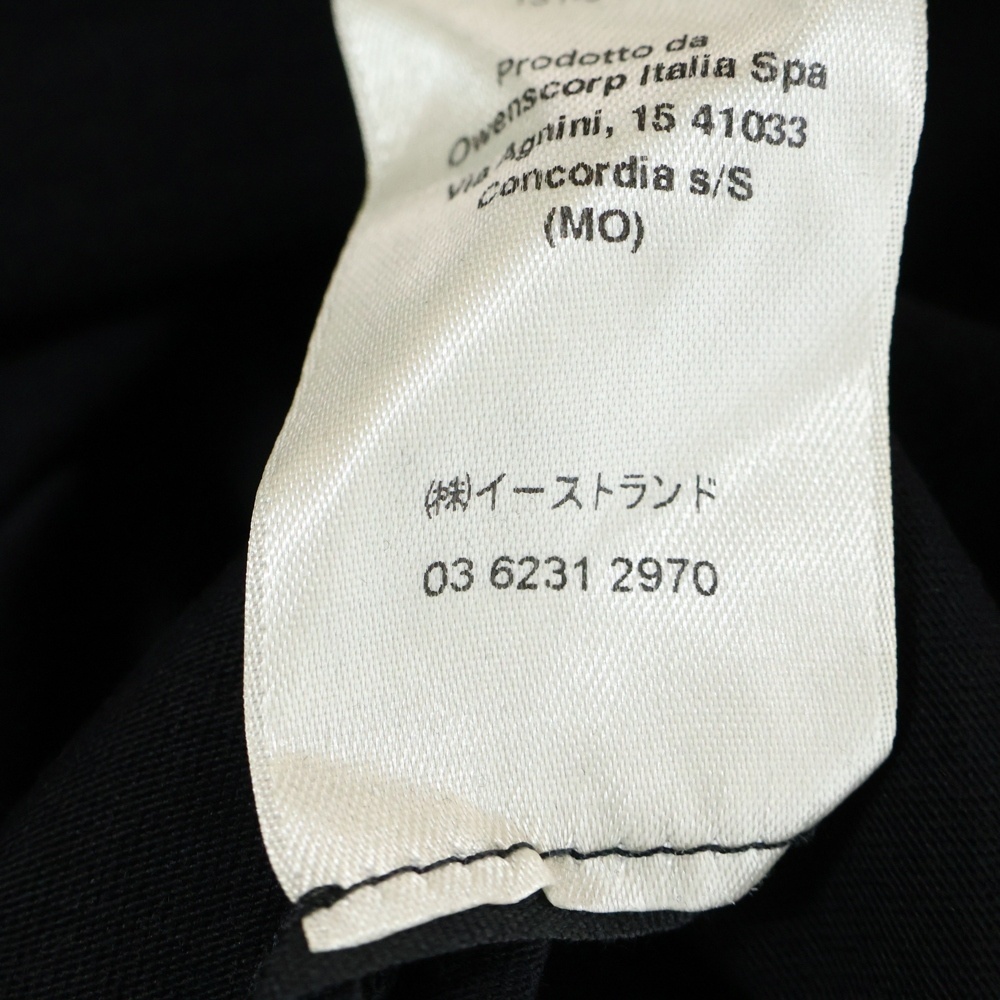 Prodotto da
Owenscorp Italia Spa
Via Agnini, 15 41033
Concordia s/S
(MO)
㈱イーストランド
03 6231 2970